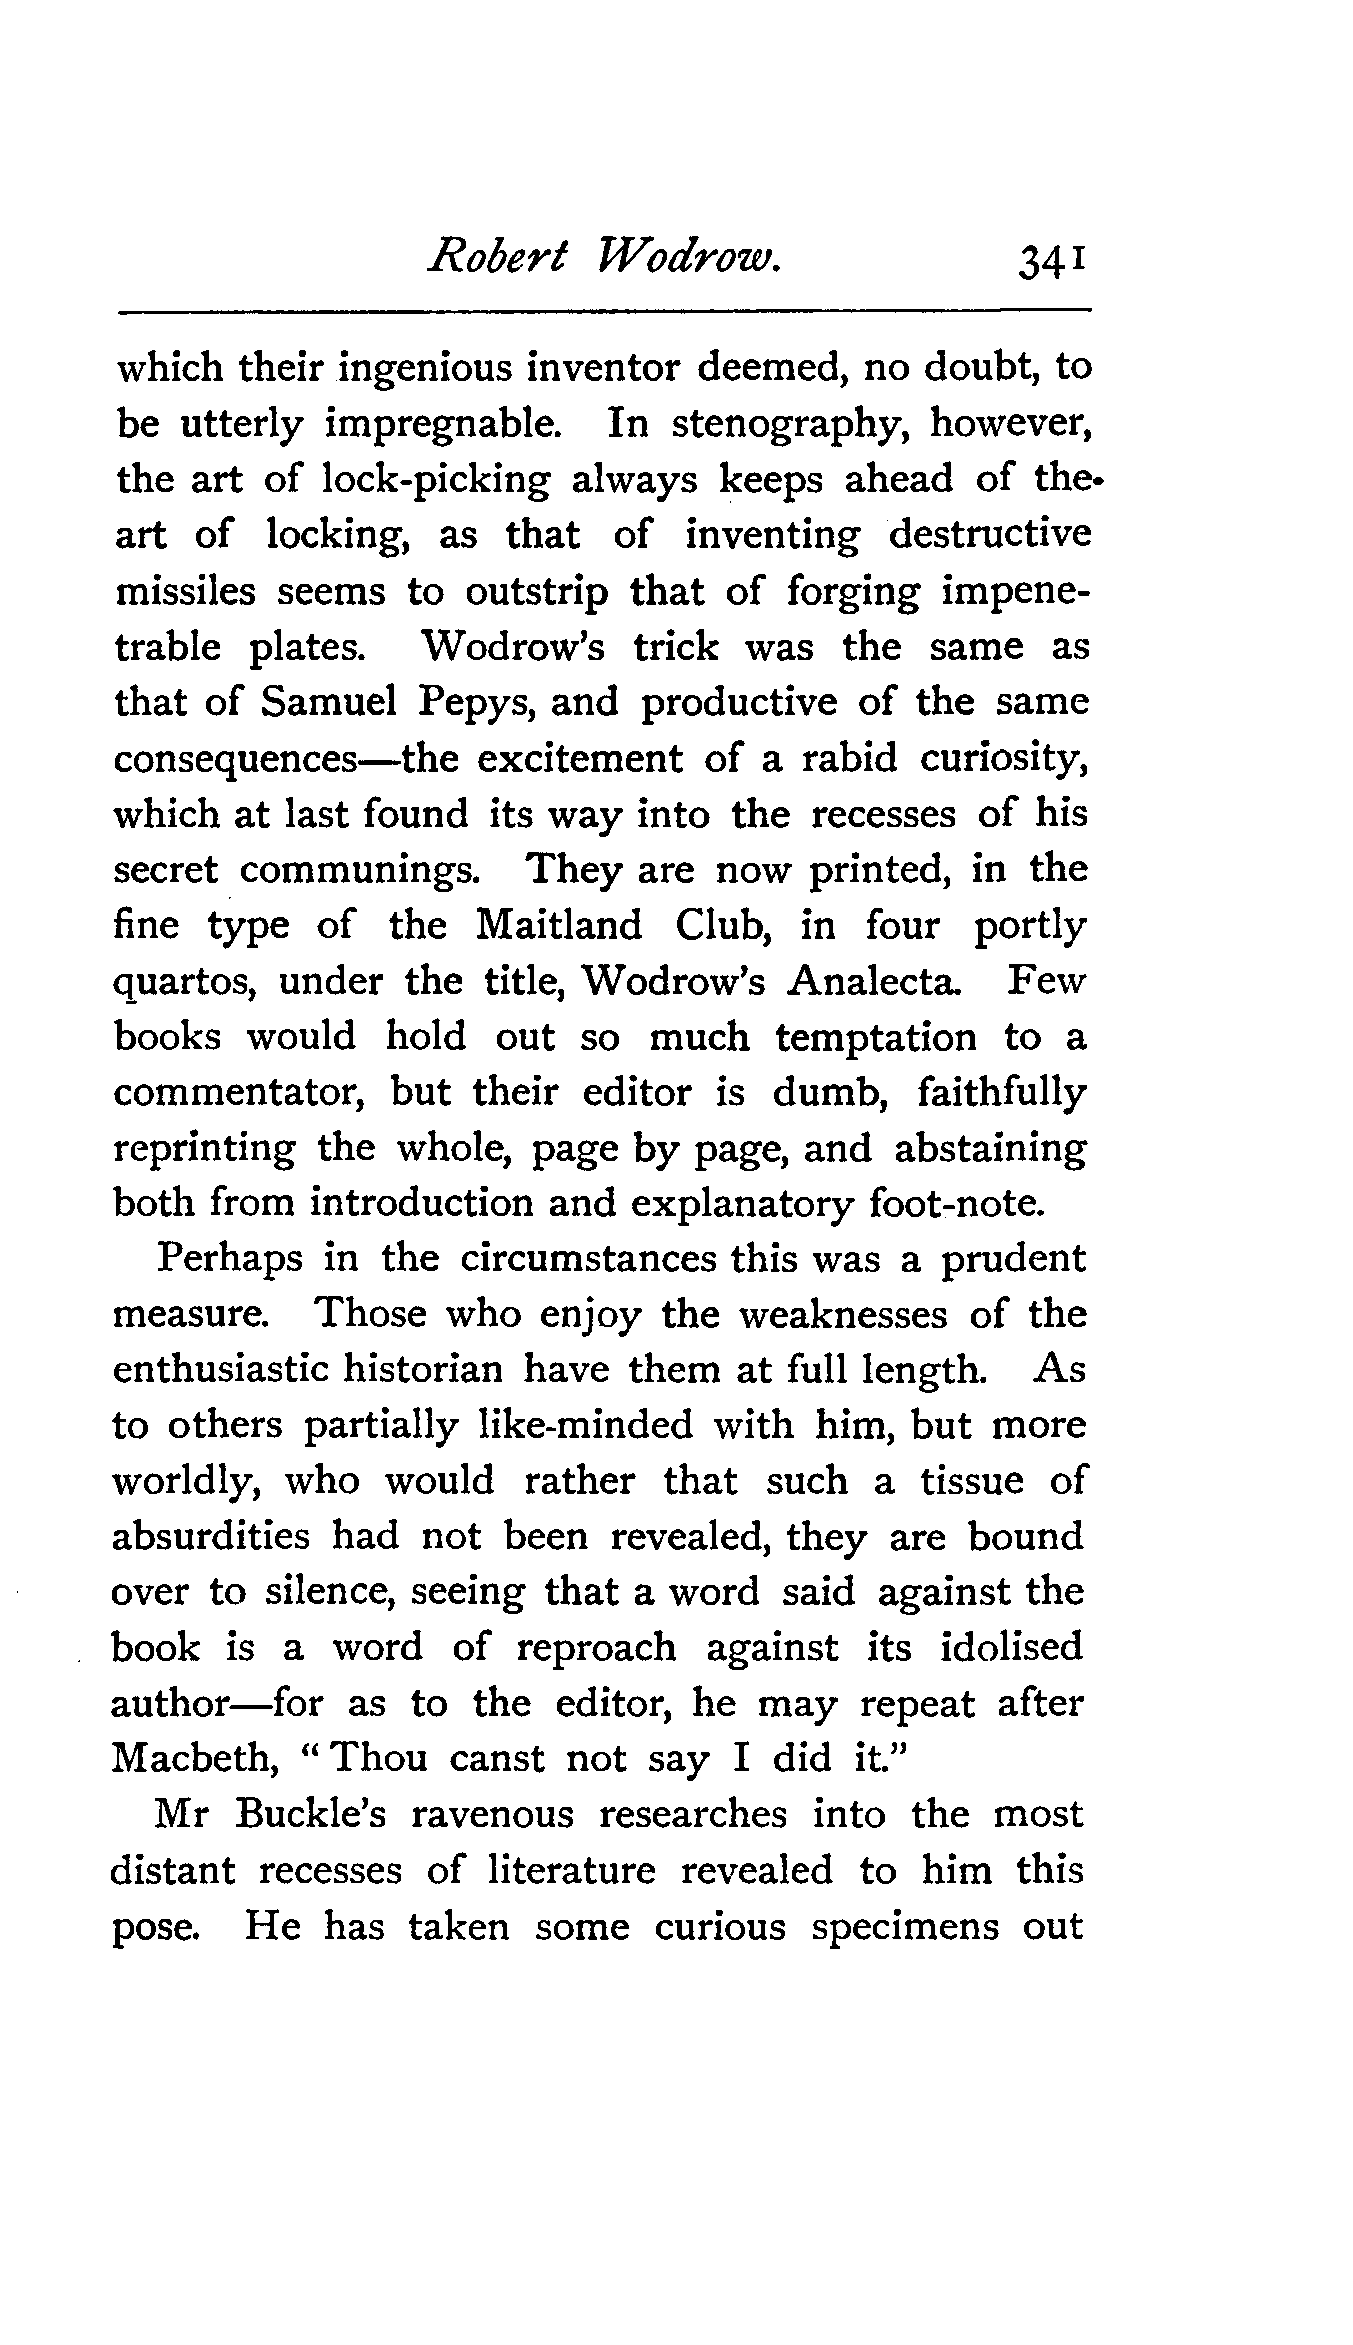 Robert Wodrow. 341
which their ingenious inventor deemed, no doubt, to
be utterly impregnable. In stenography, however,
the art of lock-picking always keeps ahead of the
art of locking, as that of inventing destructive
missiles seems to outstrip that of forging impene-
trable plates. Wodrow's trick was the same as
that of Samuel Pepys, and productive of the same
consequences—the excitement of a rabid curiosity,
which at last found its way into the recesses of his
secret communings. They are now printed, in the
fine type of the Maitland Club, in four portly
quartos, under the title, Wodrow's Analecta. Few
books would hold out so much temptation to a
commentator, but their editor is dumb, faithfully
reprinting the whole, page by page, and abstaining
both from introduction and explanatory foot-note.
Perhaps in the circumstances this was a prudent
measure. Those who enjoy the weaknesses of the
enthusiastic historian have them at full length. As
to others partially like-minded with him, but more
worldly, who would rather that such a tissue of
absurdities had not been revealed, they are bound
over to silence, seeing that a word said against the
book is a word of reproach against its idolised
author—for as to the editor, he may repeat after
Macbeth, “Thou canst not say I did it.”
Mr Buckle's ravenous researches into the most
distant recesses of literature revealed to him this
pose. He has taken some curious specimens out